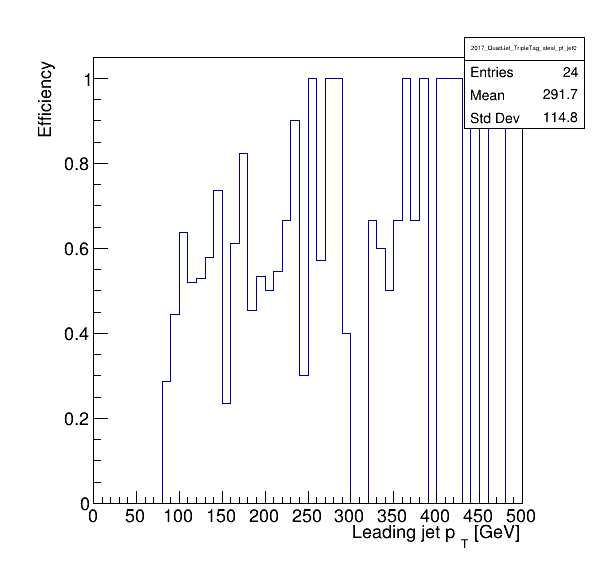 2017_QuadJet_TripleTag_ideal_pt_jet0
Entries 24
Mean 291.7
Std Dev 114.8
Efficiency
1
0.8
0.6
0.4
0.2
0
0 50 100 150 200 250 300 350 400 450 500
Leading jet p T [GeV]